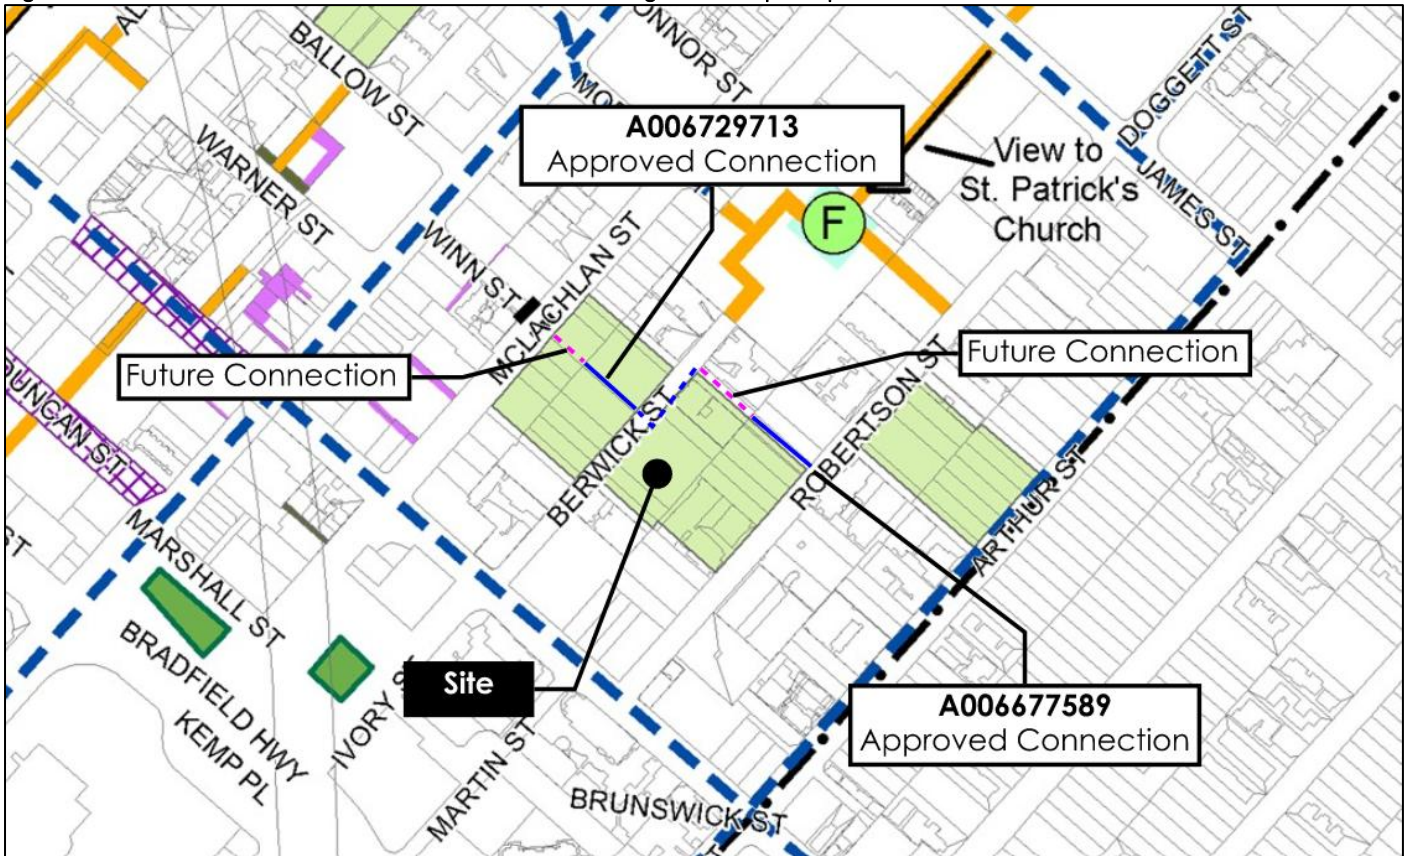 BALLOW ST
ONNOR ST
DOGGETT ST
A006729713
Approved Connection
View to
St. Patrick's
Church
JAMES ST
WARNER ST
F
WINN ST
MCLACHLAN ST
Future Connection
Future Connection
DUNCAN ST
BERWICK ST
ROBERTSON ST
ARTHUR ST
MARSHALL ST
BRADFIELD HWY
KEMP PL
IVORY S
Site
A006677589
Approved Connection
MARTIN ST
BRUNSWICK ST